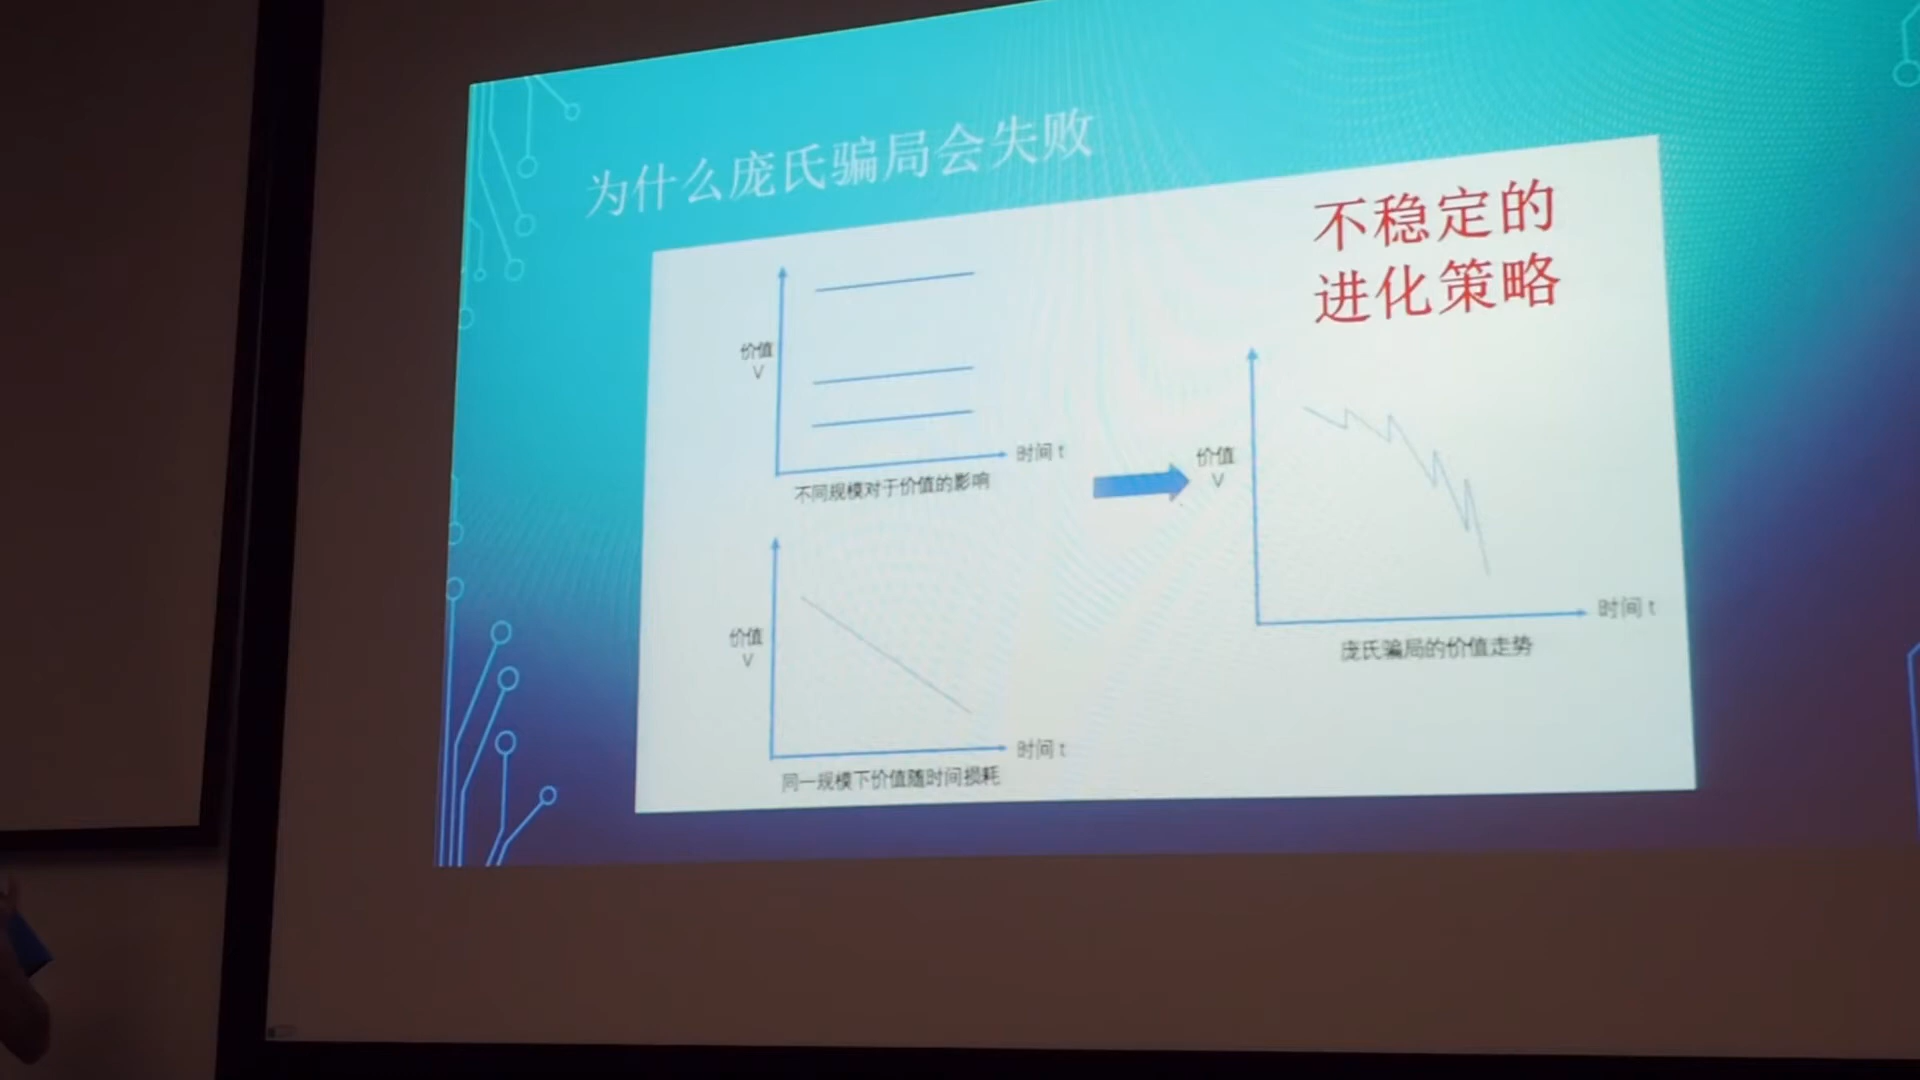 为什么庞氏骗局会失败
不稳定的
进化策略
价值
V
时间 t
不同规模对于价值的影响
价值
V
时间 t
同一规模下价值随时间损耗
价值
V
时间 t
庞氏骗局的价值走势